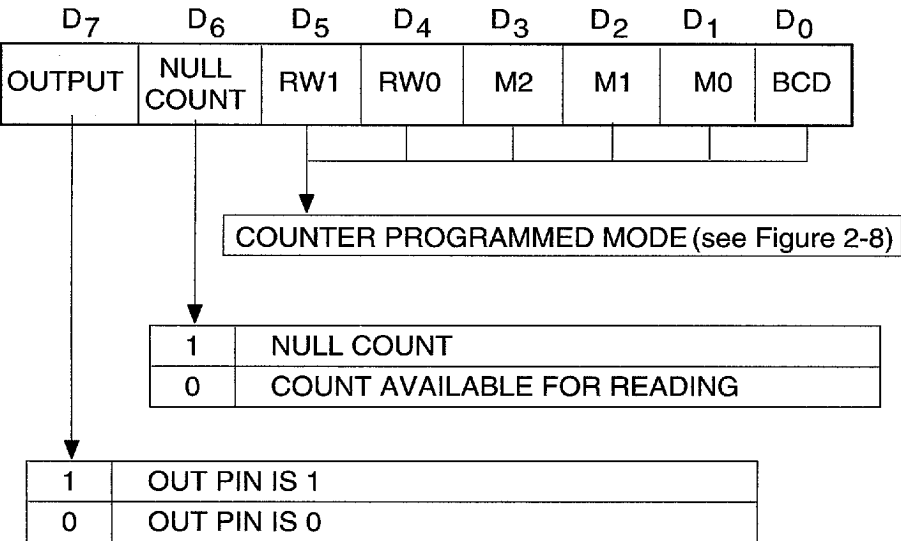 D7 D6 D5 D4 D3 D2 D1 D0
OUTPUT NULL COUNT RW1 RW0 M2 M1 M0 BCD
COUNTER PROGRAMMED MODE (see Figure 2-8)
1 NULL COUNT
0 COUNT AVAILABLE FOR READING
1 OUT PIN IS 1
0 OUT PIN IS 0